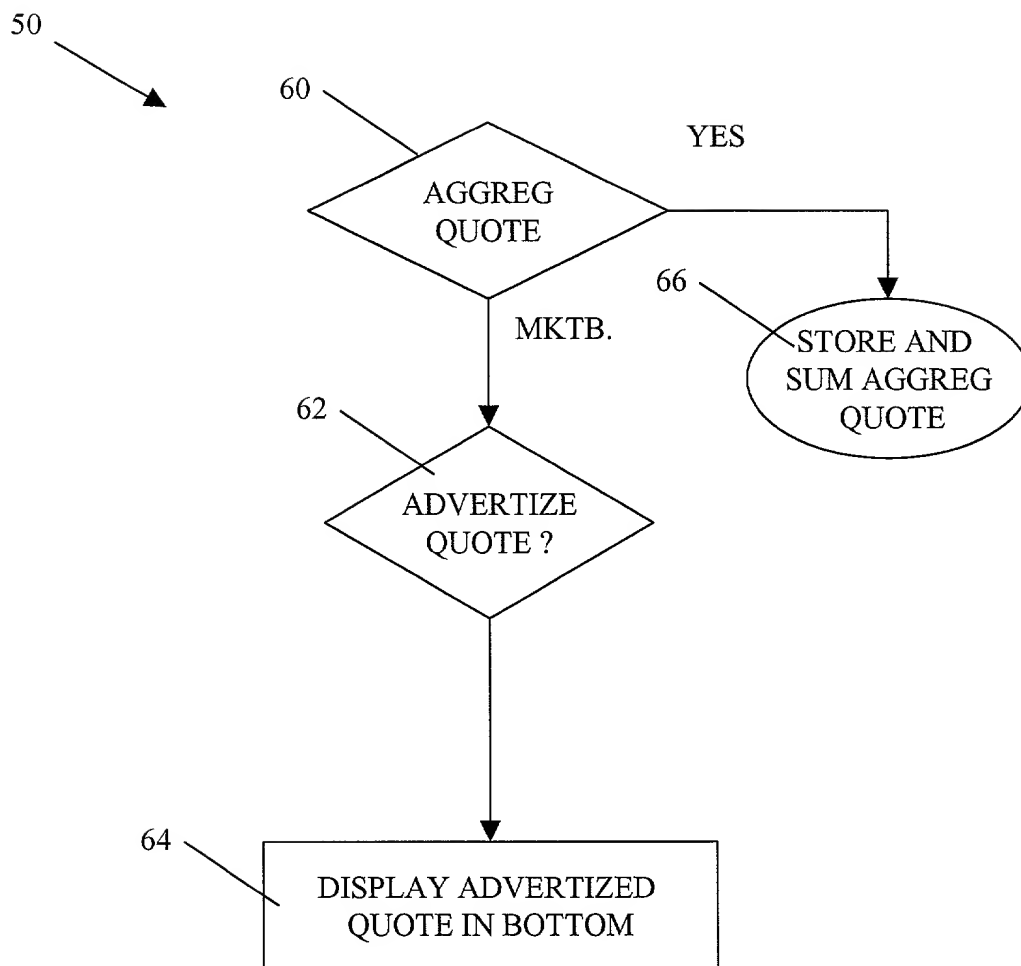 50
60
YES
AGGREG
QUOTE
66
MKTB.
STORE AND
SUM AGGREG
QUOTE
62
ADVERTIZE
QUOTE ?
64
DISPLAY ADVERTIZED
QUOTE IN BOTTOM